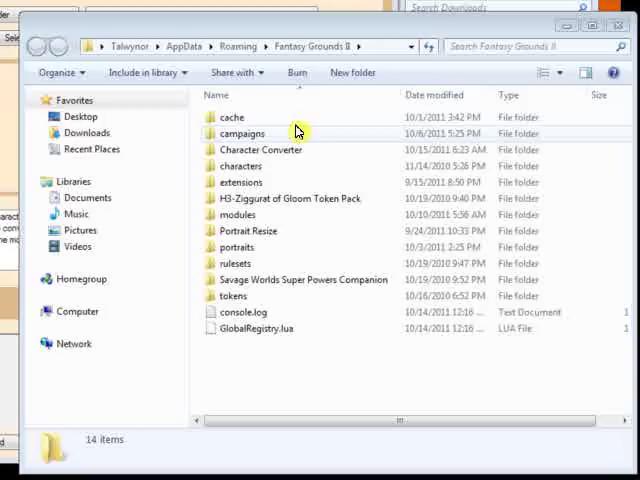 Search Downloads
Talwynor
AppData
Roaming
Fantasy Grounds II
Search Fantasy Grounds II
Organize
Include in library
Share with
Burn
New folder
Name
Date modified
Type
Size
Favorites
Desktop
Downloads
Recent Places
Libraries
Documents
Music
Pictures
Videos
Homegroup
Computer
Network
cache 10/1/2011 3:42 PM File folder
campaigns 10/6/2011 5:25 PM File folder
Character Converter 10/15/2011 6:23 AM File folder
characters 11/14/2010 5:26 PM File folder
extensions 9/15/2011 8:50 PM File folder
H3-Ziggurat of Gloom Token Pack 10/19/2010 9:40 PM File folder
modules 10/10/2011 5:56 AM File folder
Portrait Resize 9/24/2011 10:33 PM File folder
portraits 10/3/2011 2:25 PM File folder
rulesets 10/19/2010 9:47 PM File folder
Savage Worlds Super Powers Companion 10/19/2010 9:52 PM File folder
tokens 10/16/2010 6:52 PM File folder
console.log 10/14/2011 12:16 ... Text Document 1
GlobalRegistry.lua 10/14/2011 12:16 ... LUA File 1
14 items